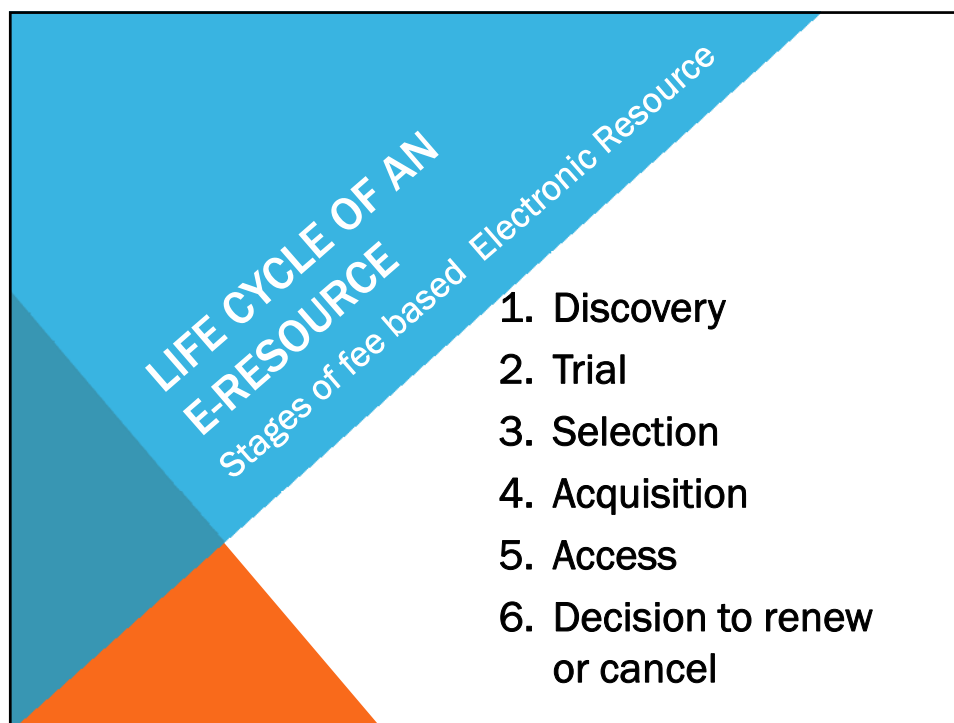 LIFE CYCLE OF AN
E-RESOURCE
Stages of fee based Electronic Resource
1. Discovery
2. Trial
3. Selection
4. Acquisition
5. Access
6. Decision to renew
or cancel